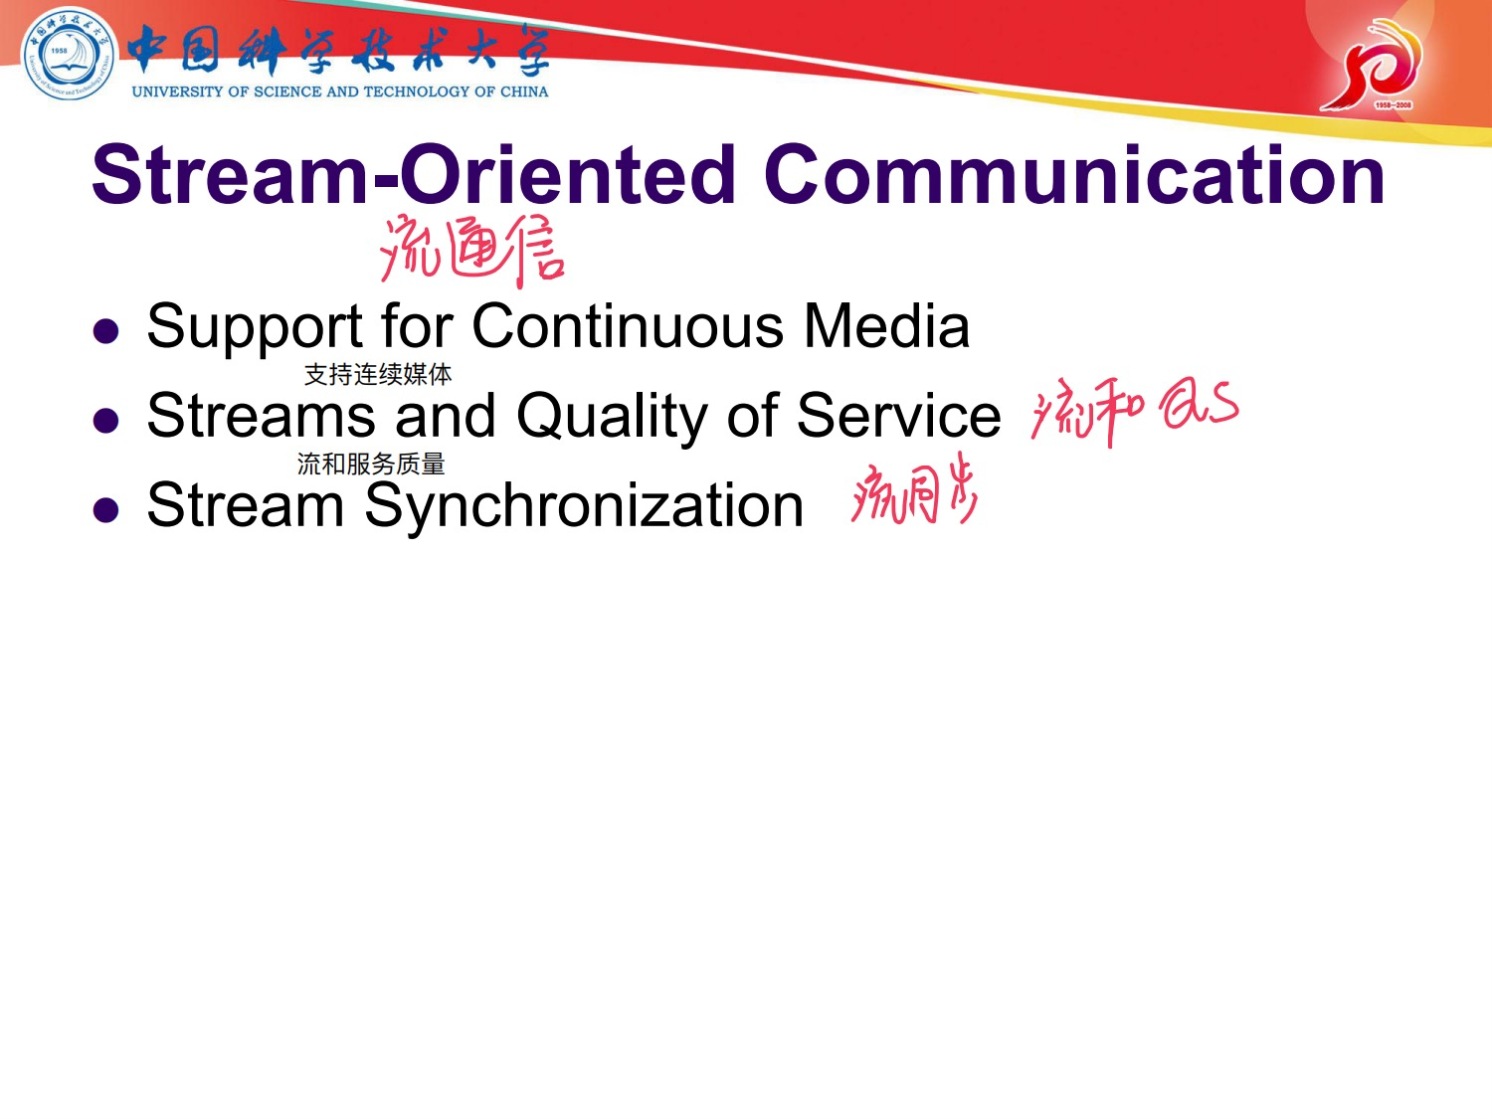 1958
中国科学技术大学
UNIVERSITY OF SCIENCE AND TECHNOLOGY OF CHINA
1958—2008
Stream-Oriented Communication
流通信
Support for Continuous Media
支持连续媒体
Streams and Quality of Service 流和QoS
流和服务质量
Stream Synchronization 流同步